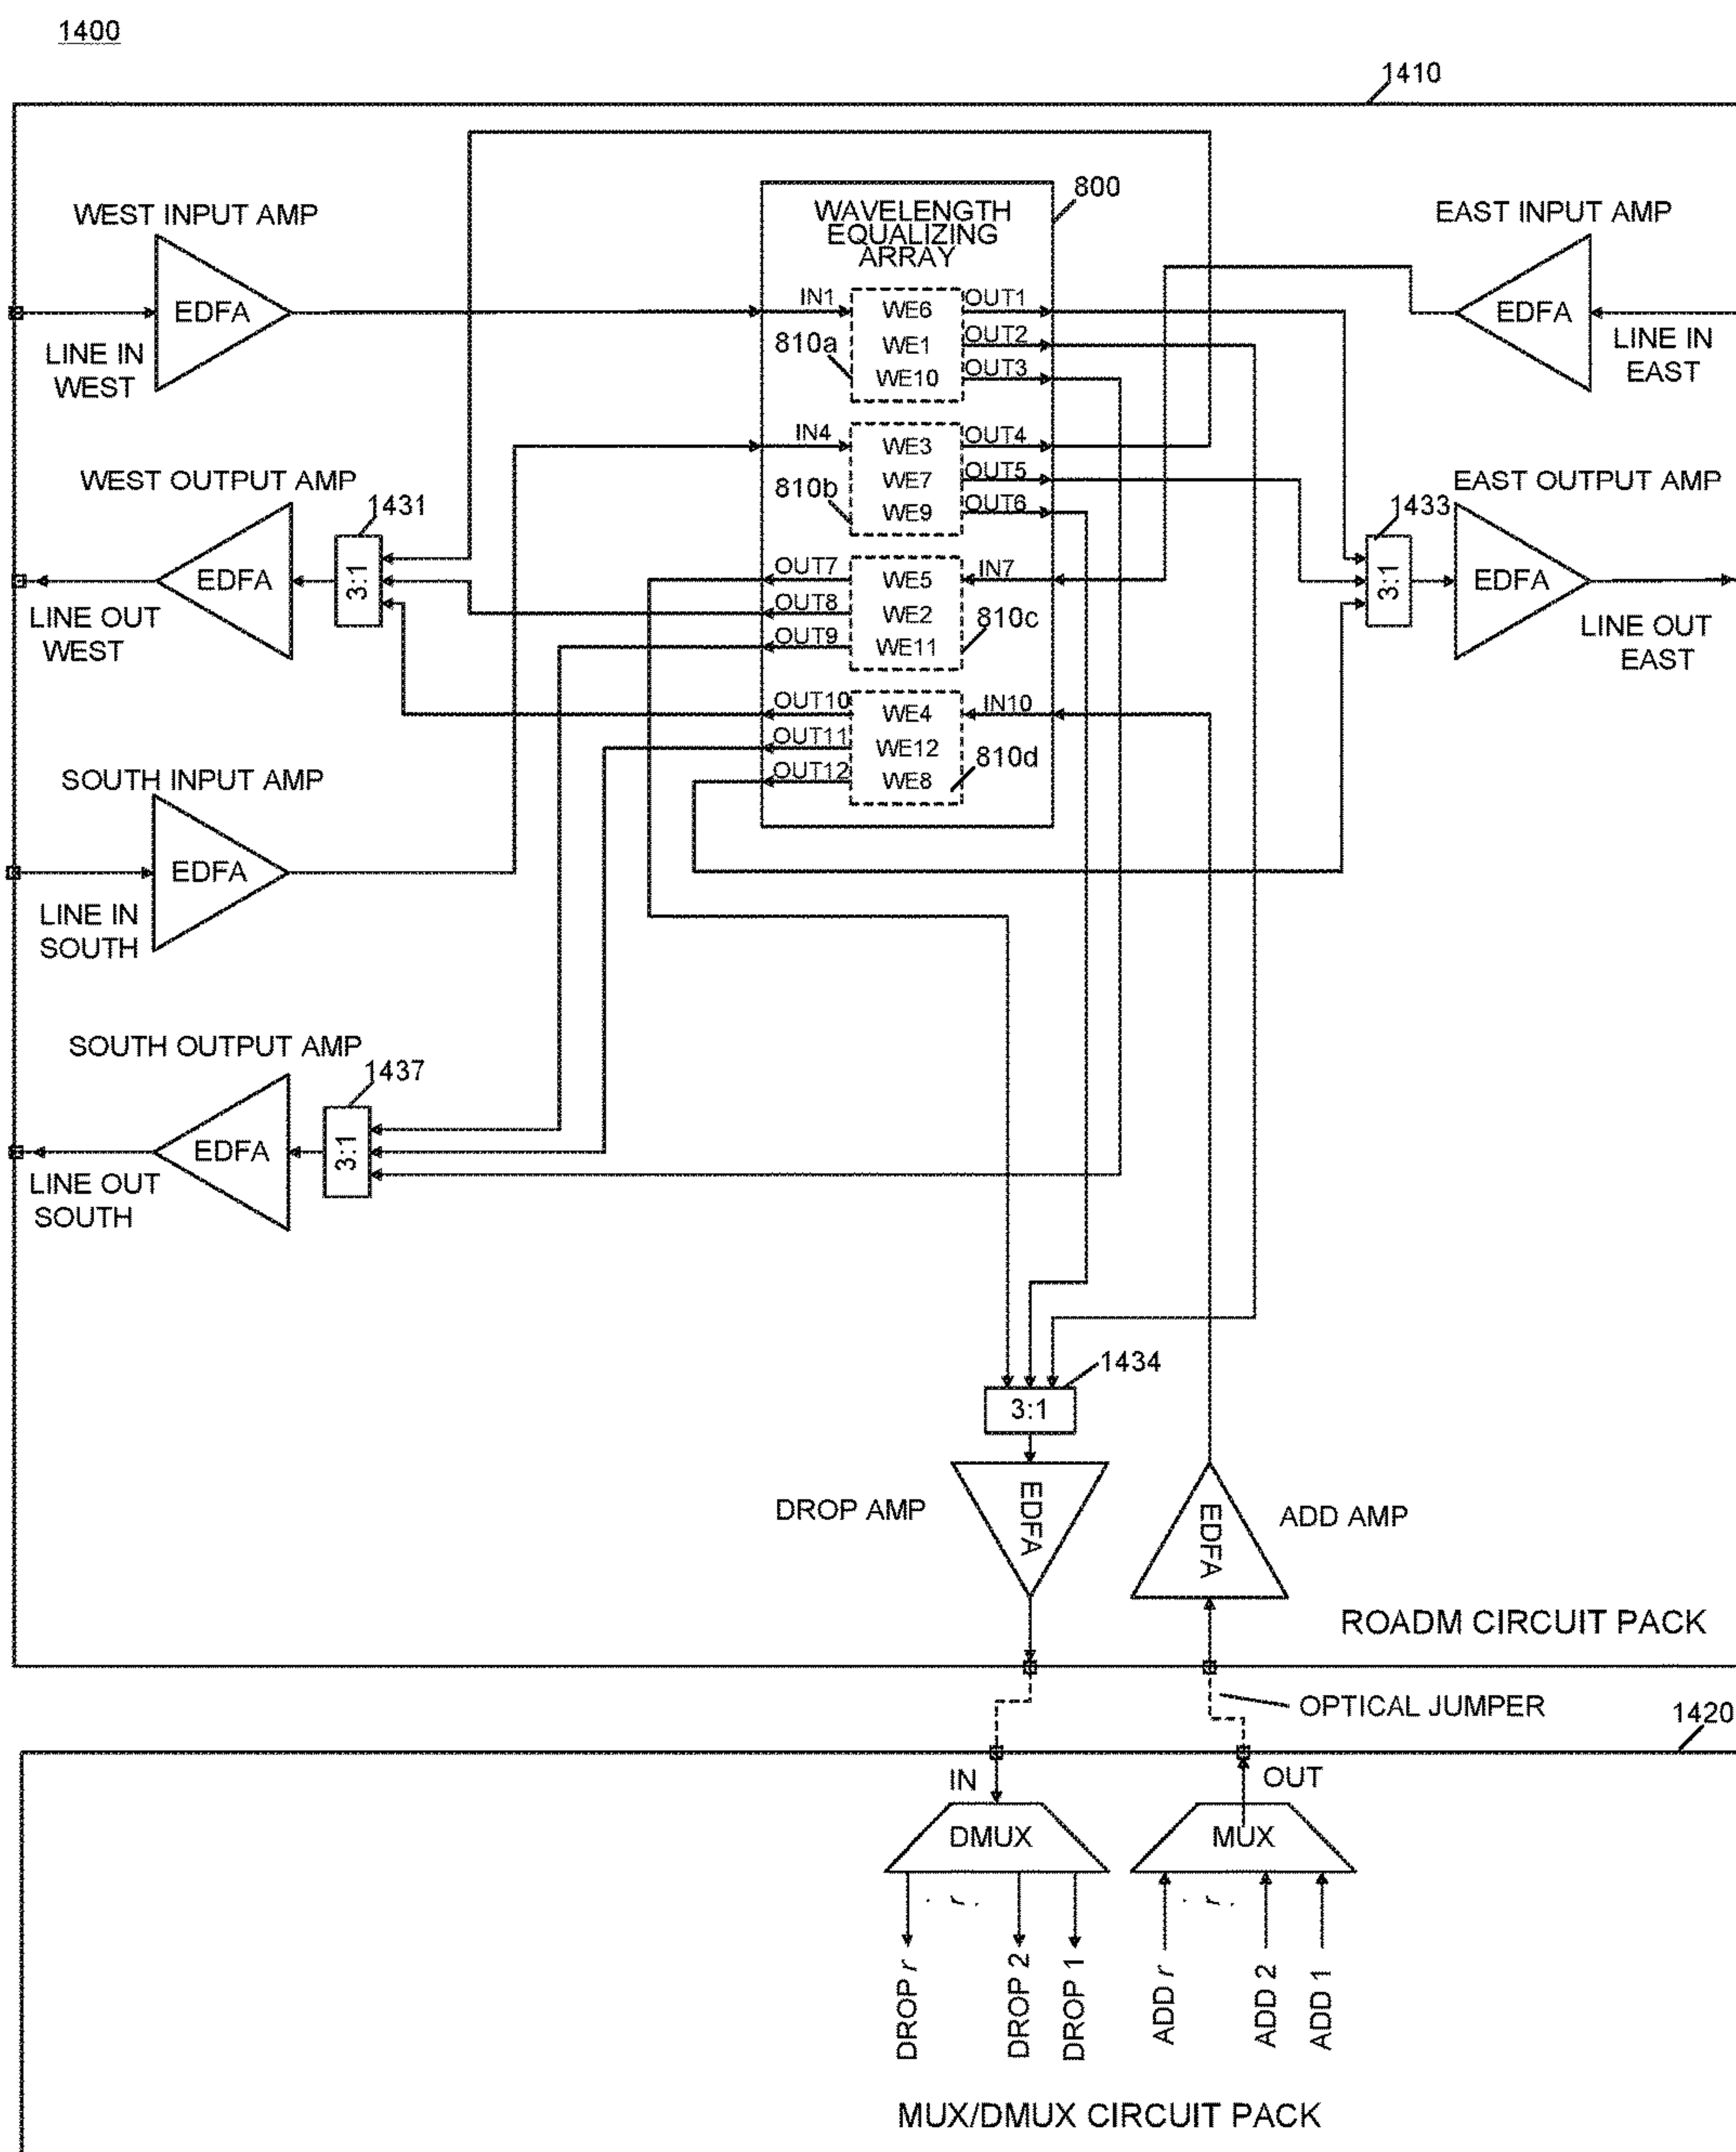 1400
1410
WEST INPUT AMP
EDFA
LINE IN
WEST
800
WAVELENGTH
EQUALIZING
ARRAY
EAST INPUT AMP
EDFA
LINE IN
EAST
IN1
810a
WE6
WE1
WE10
OUT1
OUT2
OUT3
IN4
810b
WE3
WE7
WE9
OUT4
OUT5
OUT6
WEST OUTPUT AMP
1431
EDFA
3:1
LINE OUT
WEST
EAST OUTPUT AMP
1433
3:1
EDFA
LINE OUT
EAST
OUT7
OUT8
OUT9
WE5
WE2
WE11
IN7
810c
OUT10
OUT11
OUT12
WE4
WE12
WE8
IN10
810d
SOUTH INPUT AMP
EDFA
LINE IN
SOUTH
SOUTH OUTPUT AMP
1437
EDFA
3:1
LINE OUT
SOUTH
1434
3:1
DROP AMP
EDFA
EDFA
ADD AMP
ROADM CIRCUIT PACK
OPTICAL JUMPER
1420
IN
OUT
DMUX
MUX
r
r
DROP r
DROP 2
DROP 1
ADD r
ADD 2
ADD 1
MUX/DMUX CIRCUIT PACK